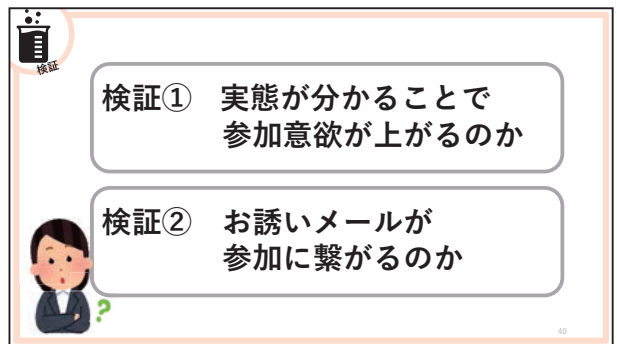 検証
検証① 実態が分かることで
参加意欲が上がるのか
検証② お誘いメールが
参加に繋がるのか
?
40